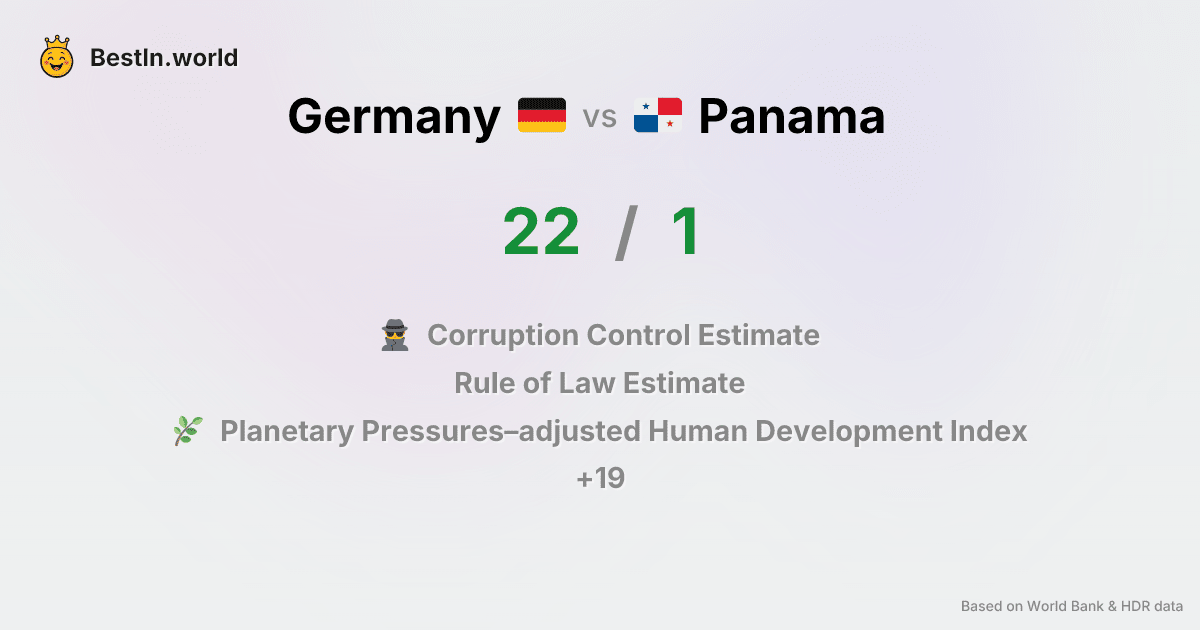 BestIn.world
Germany vs Panama
22 / 1
Corruption Control Estimate
Rule of Law Estimate
Planetary Pressures–adjusted Human Development Index
+19
Based on World Bank & HDR data